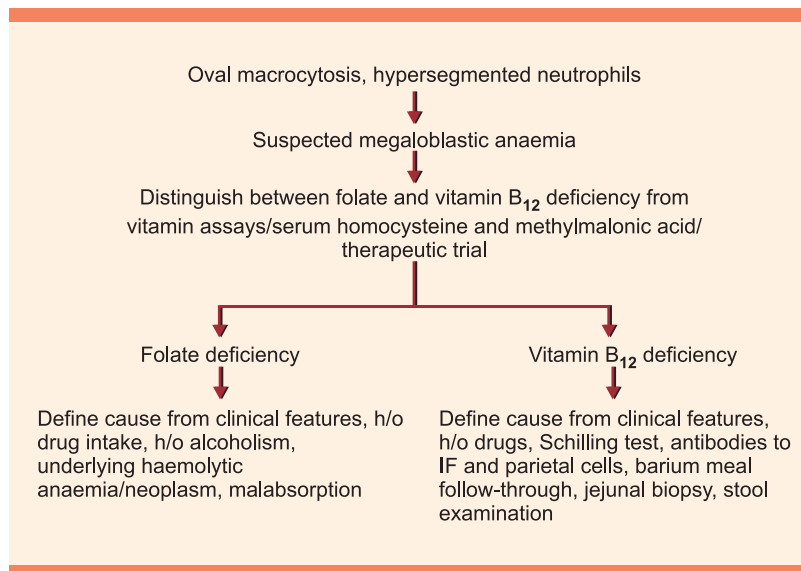 Oval macrocytosis, hypersegmented neutrophils
Suspected megaloblastic anaemia
Distinguish between folate and vitamin B12 deficiency from
vitamin assays/serum homocysteine and methylmalonic acid/
therapeutic trial
Folate deficiency
Define cause from clinical features, h/o
drug intake, h/o alcoholism,
underlying haemolytic
anaemia/neoplasm, malabsorption
Vitamin B12 deficiency
Define cause from clinical features,
h/o drugs, Schilling test, antibodies to
IF and parietal cells, barium meal
follow-through, jejunal biopsy, stool
examination